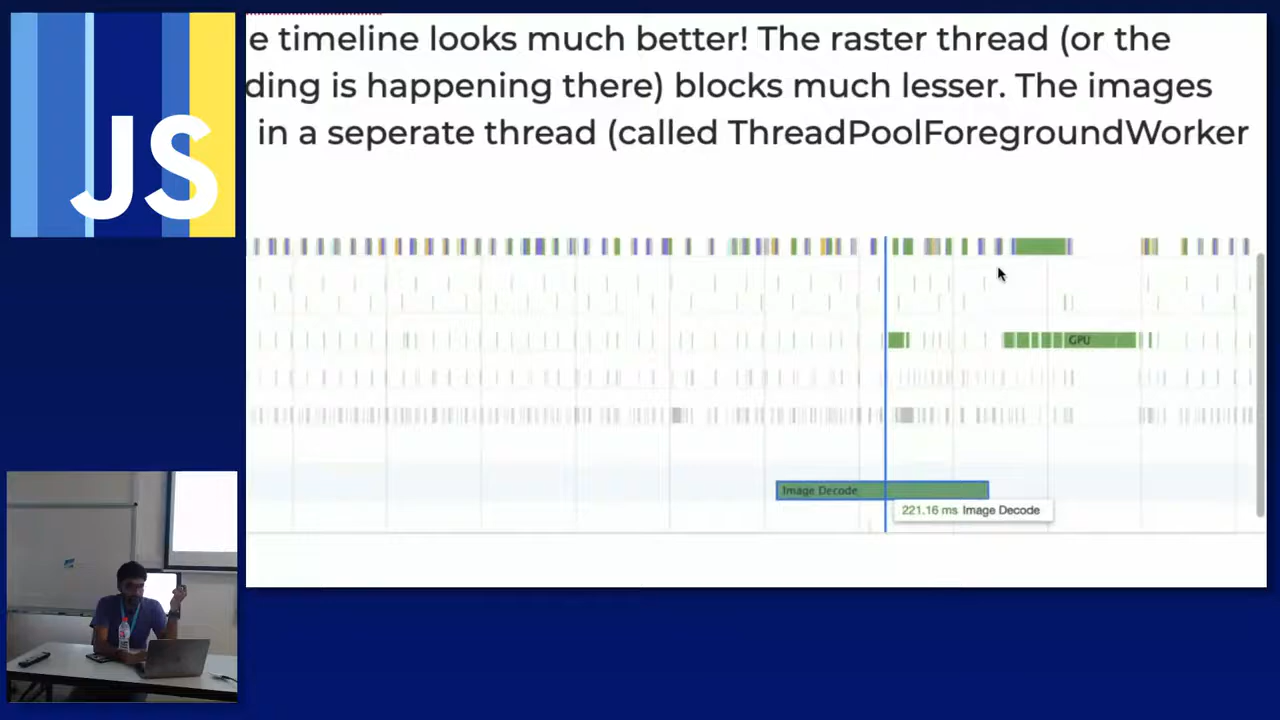 e timeline looks much better! The raster thread (or the
ding is happening there) blocks much lesser. The images
in a seperate thread (called ThreadPoolForegroundWorker
JS
GPU
Image Decode
221.16 ms Image Decode